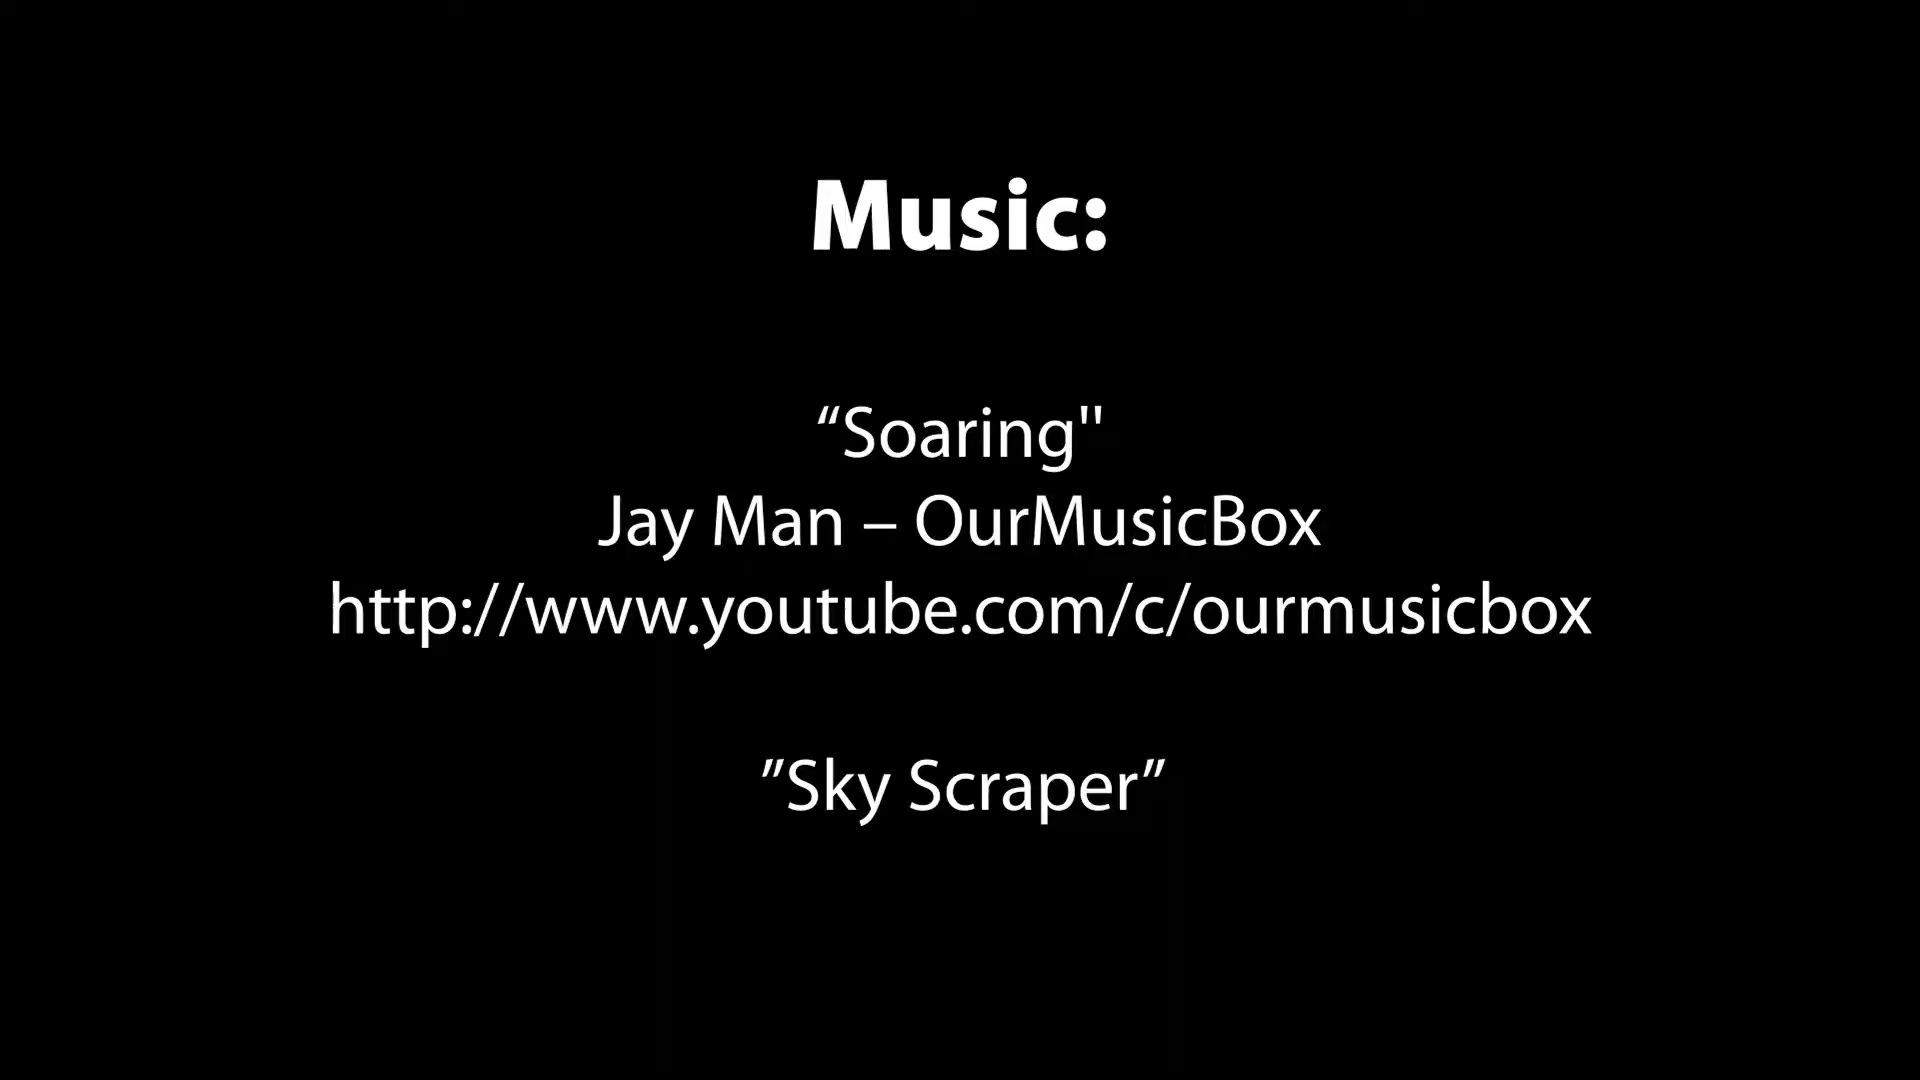 Music:
“Soaring"
Jay Man – OurMusicBox
http://www.youtube.com/c/ourmusicbox
”Sky Scraper”